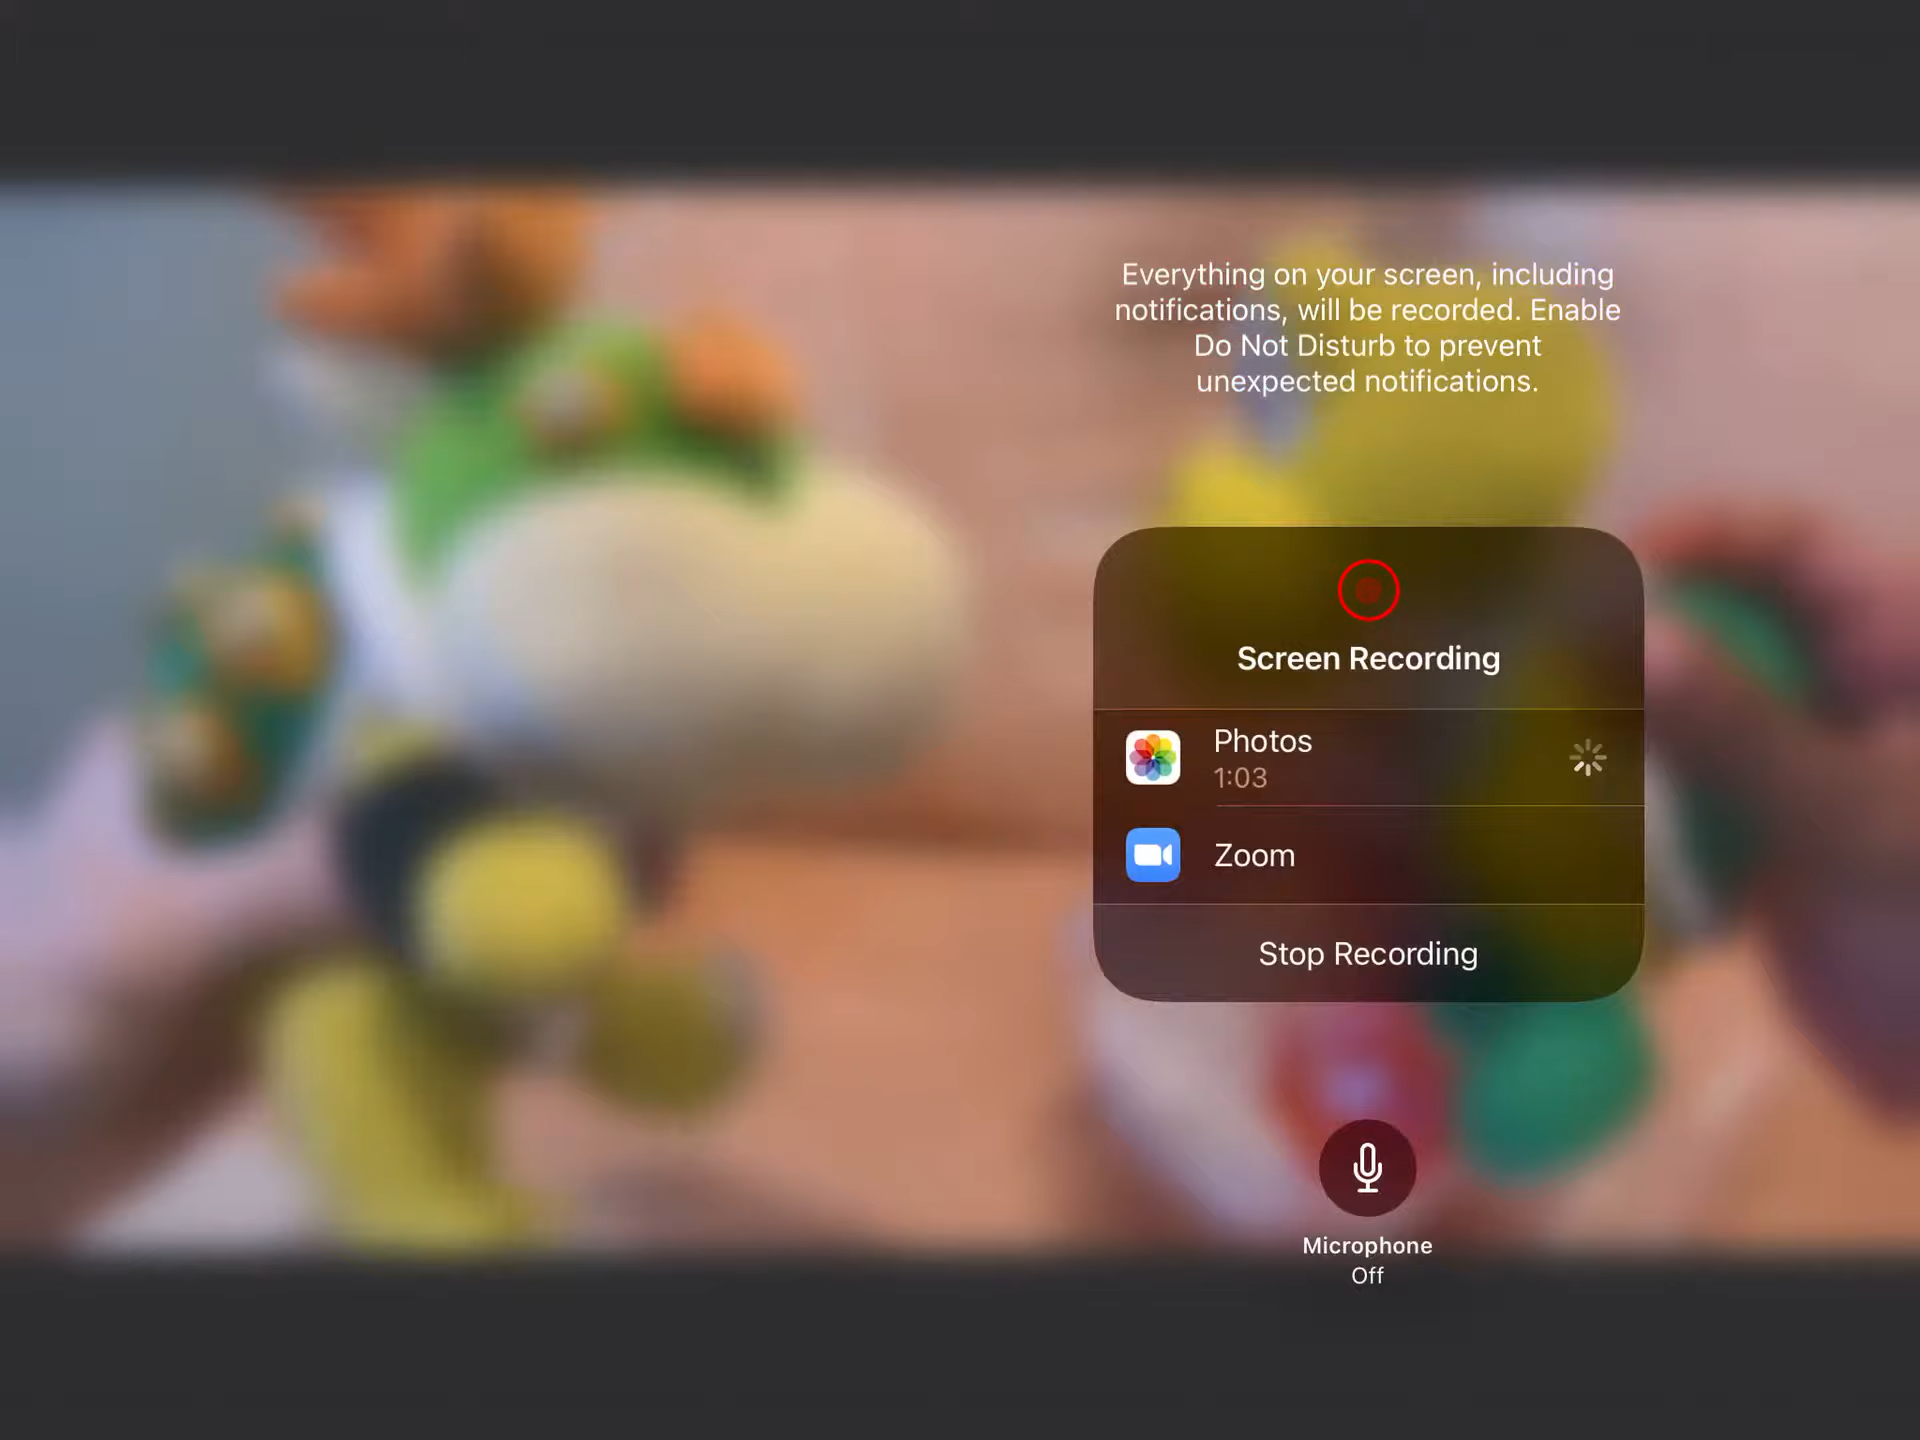 Everything on your screen, including
notifications, will be recorded. Enable
Do Not Disturb to prevent
unexpected notifications.
Screen Recording
Photos
1:03
Zoom
Stop Recording
Microphone
Off